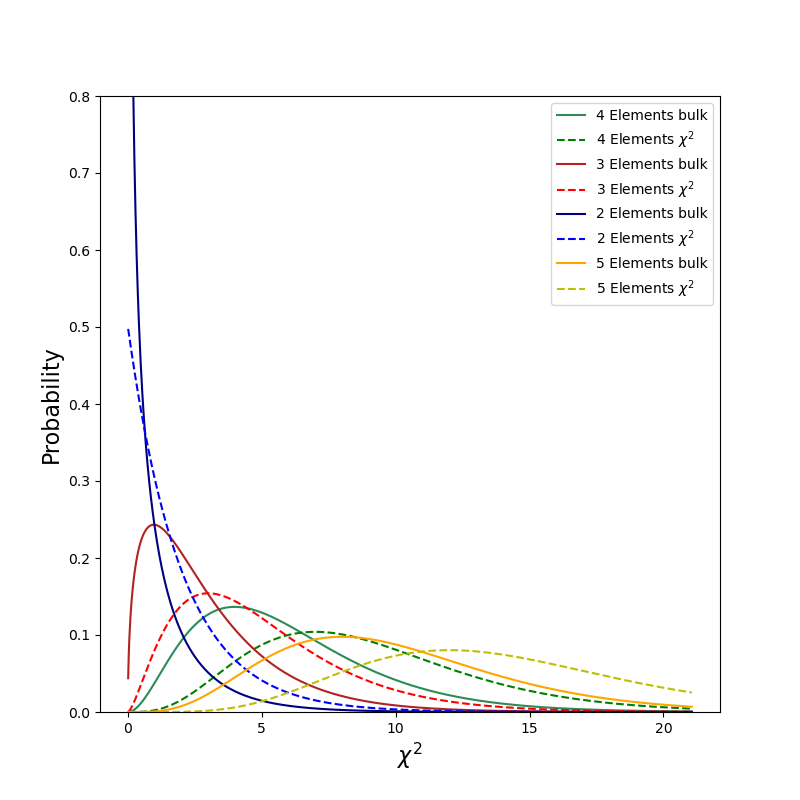 0.8
0.7
0.6
0.5
0.4
0.3
0.2
0.1
0.0
Probability
0 5 10 15 20
χ²
4 Elements bulk
4 Elements χ²
3 Elements bulk
3 Elements χ²
2 Elements bulk
2 Elements χ²
5 Elements bulk
5 Elements χ²